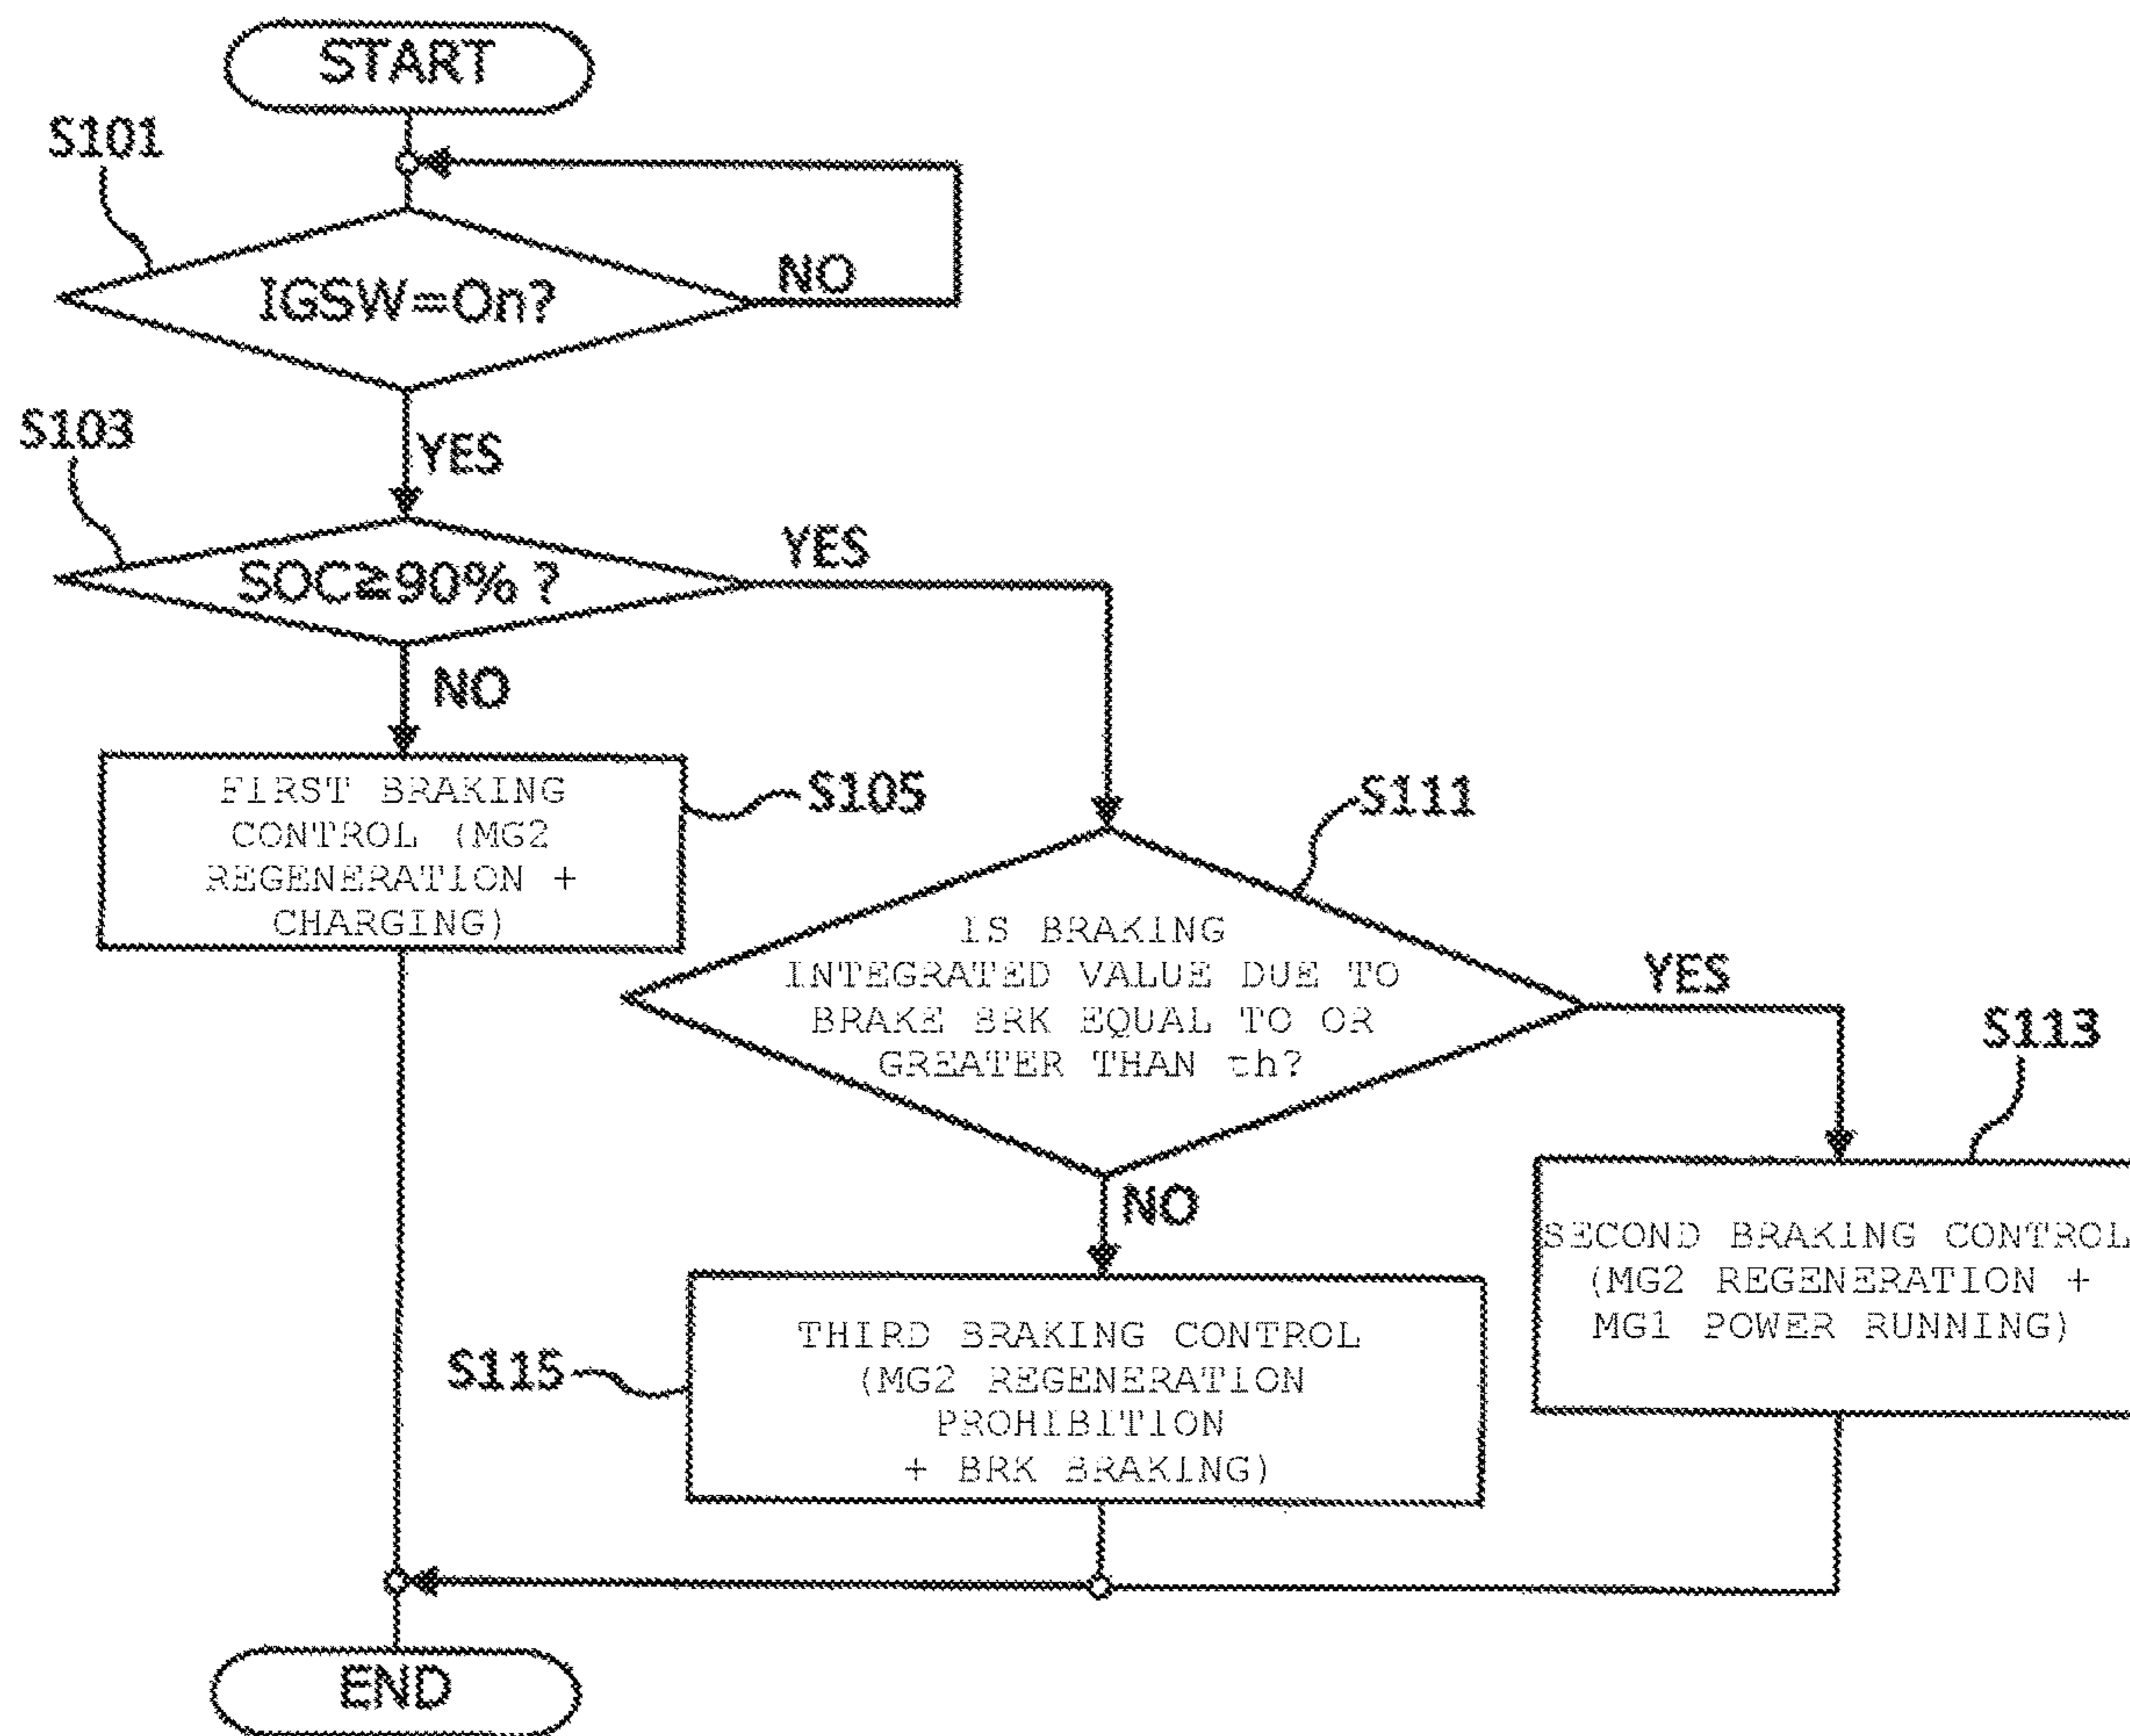 START
S101
IGSW=On?
NO
YES
S103
SOC≧90% ?
YES
NO
FIRST BRAKING
CONTROL (MG2
REGENERATION +
CHARGING)
S105
S111
IS BRAKING
INTEGRATED VALUE DUE TO
BRAKE BRK EQUAL TO OR
GREATER THAN th?
YES
S113
NO
SECOND BRAKING CONTROL
(MG2 REGENERATION +
MG1 POWER RUNNING)
THIRD BRAKING CONTROL
(MG2 REGENERATION
PROHIBITION
+ BRK BRAKING)
S115
END